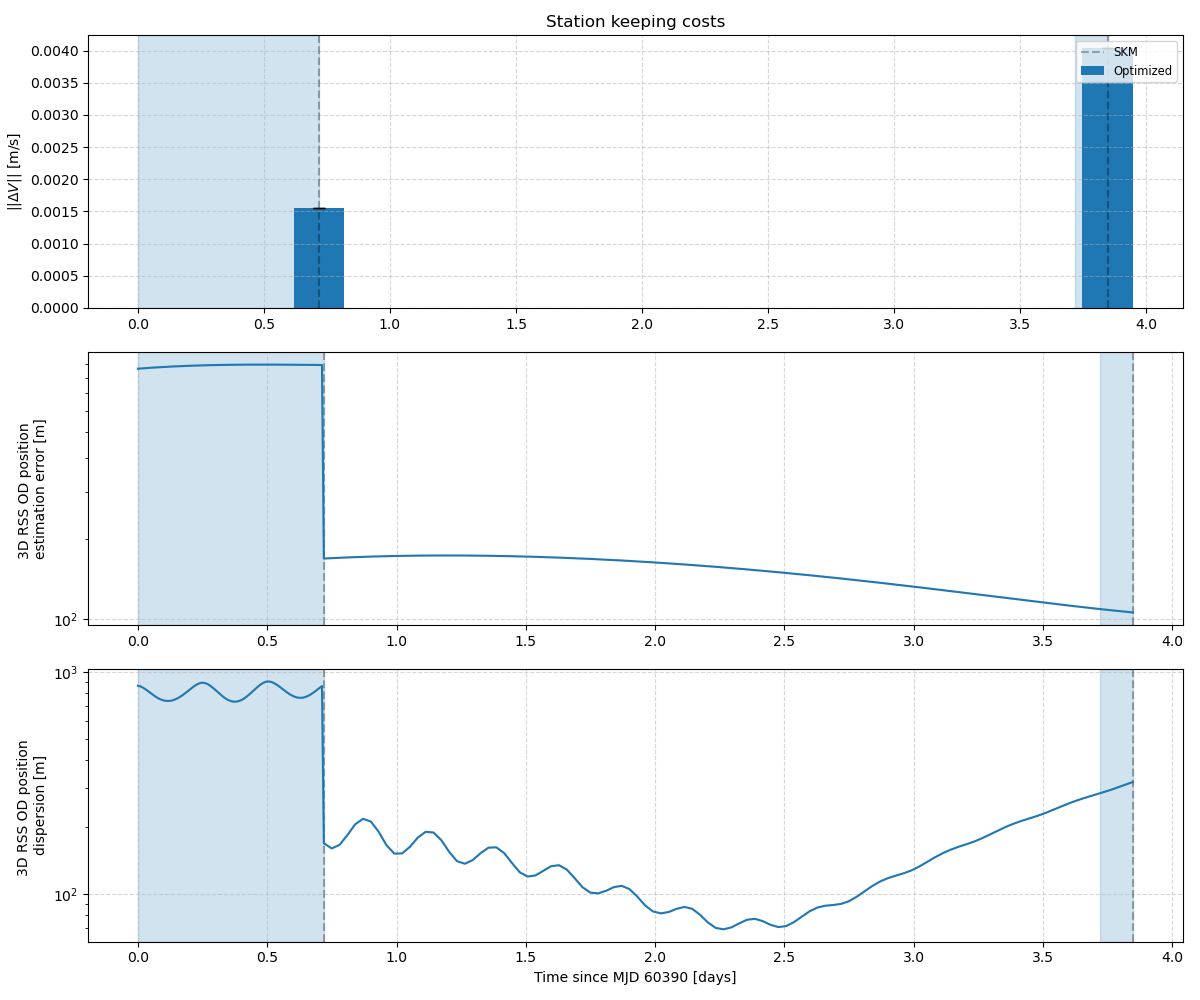 Station keeping costs
||ΔV|| [m/s]
0.0040
0.0035
0.0030
0.0025
0.0020
0.0015
0.0010
0.0005
0.0000
SKM
Optimized
0.0 0.5 1.0 1.5 2.0 2.5 3.0 3.5 4.0
3D RSS OD position
estimation error [m]
10²
0.0 0.5 1.0 1.5 2.0 2.5 3.0 3.5 4.0
3D RSS OD position
dispersion [m]
10³
10²
0.0 0.5 1.0 1.5 2.0 2.5 3.0 3.5 4.0
Time since MJD 60390 [days]